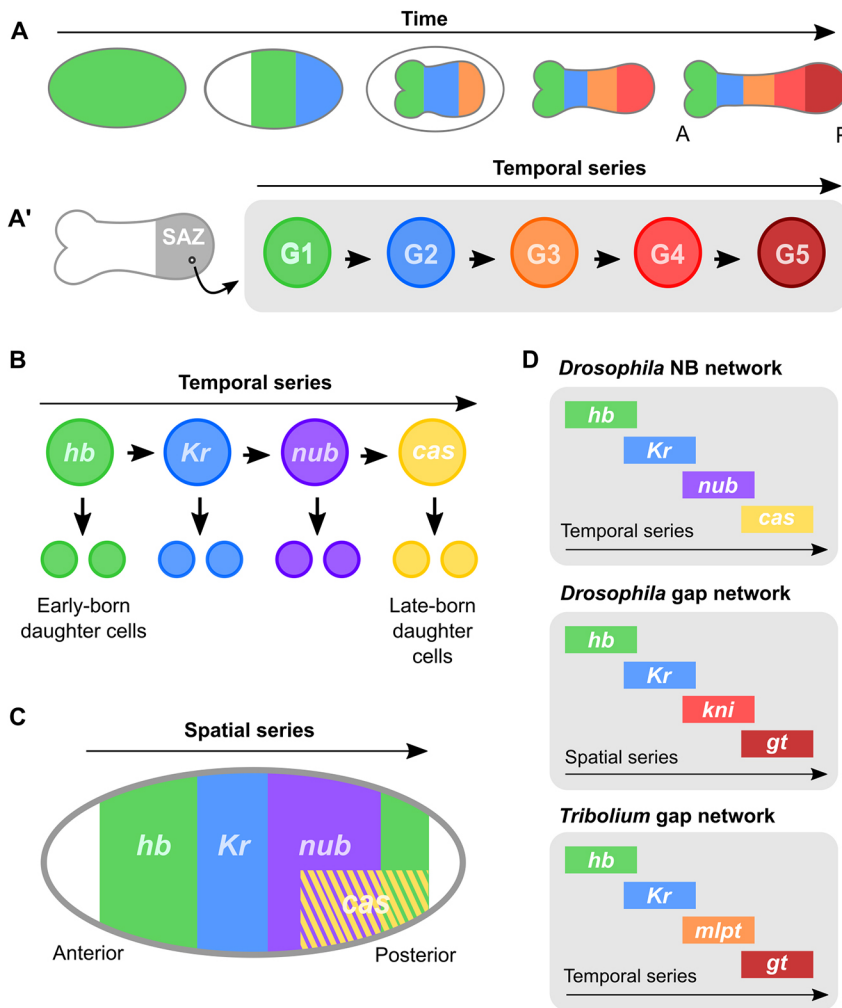 A
Time
A
P
A'
Temporal series
SAZ
G1
G2
G3
G4
G5
B
Temporal series
hb
Kr
nub
cas
Early-born
daughter cells
Late-born
daughter
cells
C
Spatial series
hb
Kr
nub
cas
Anterior
Posterior
D
Drosophila NB network
hb
Kr
nub
cas
Temporal series
Drosophila gap network
hb
Kr
kni
gt
Spatial series
Tribolium gap network
hb
Kr
mlpt
gt
Temporal series